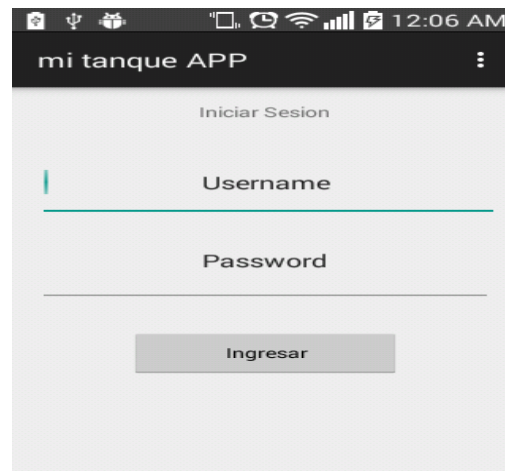 12:06 AM
mi tanque APP
Iniciar Sesion
Username
Password
Ingresar